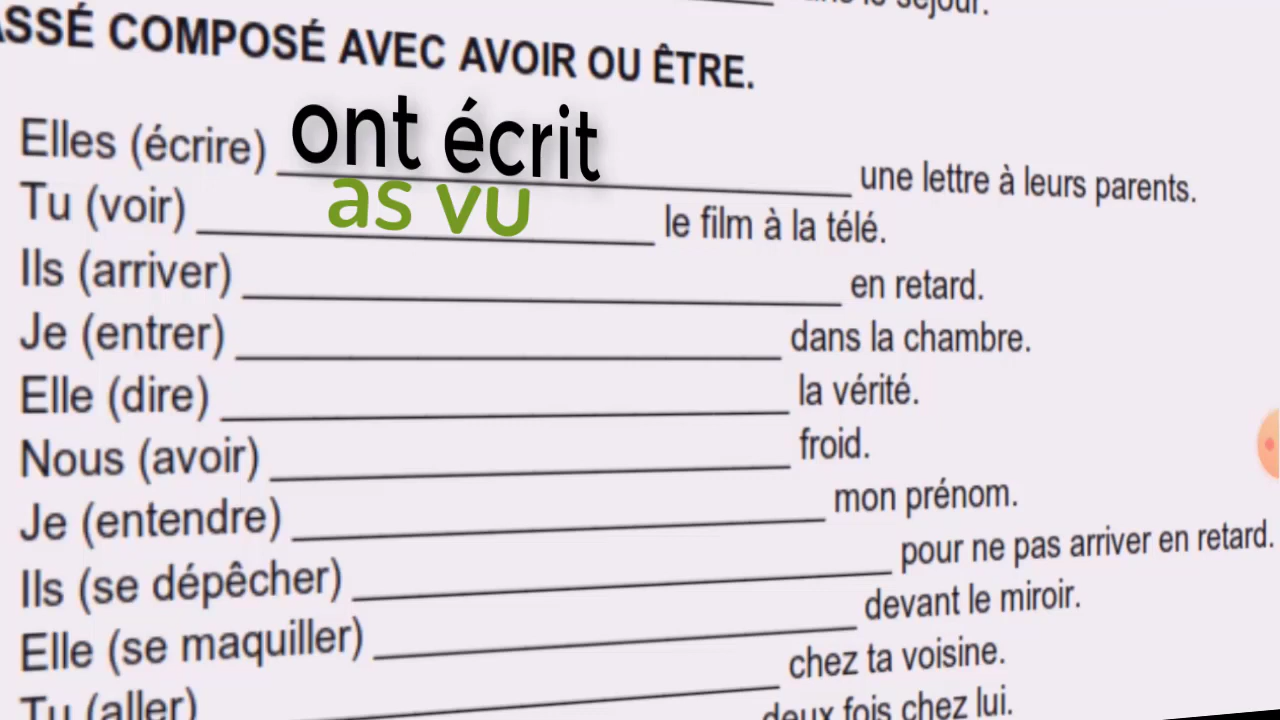 séjour.
COMPOSÉ AVEC AVOIR OU ÊTRE.
Elles (écrire) ont écrit une lettre à leurs parents.
Tu (voir) as vu le film à la télé.
Ils (arriver) en retard.
Je (entrer) dans la chambre.
Elle (dire) la vérité.
Nous (avoir) froid.
Je (entendre) mon prénom.
Ils (se dépêcher) pour ne pas arriver en retard.
Elle (se maquiller) devant le miroir.
Tu (aller) chez ta voisine.
deux fois chez lui.